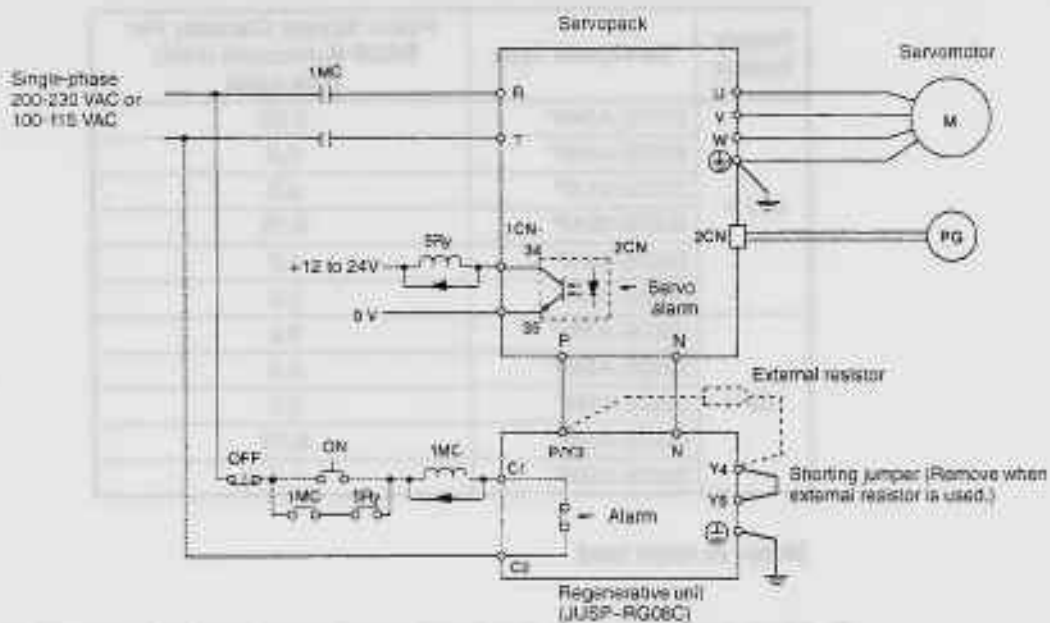 Servopack
Servomotor
Single-phase
200-230 VAC or
100-115 VAC
1MC
R
T
U
V
W
M
2CN
PG
1CN-
34
2CN
5Ry
+12 to 24V
0 V
35
Servo
alarm
P
N
External resistor
P/Y3
N
OFF
ON
1MC
C1
1MC
5Ry
Alarm
C2
Y4
Y5
Shorting jumper (Remove when
external resistor is used.)
Regenerative unit
(JUSP-RG08C)